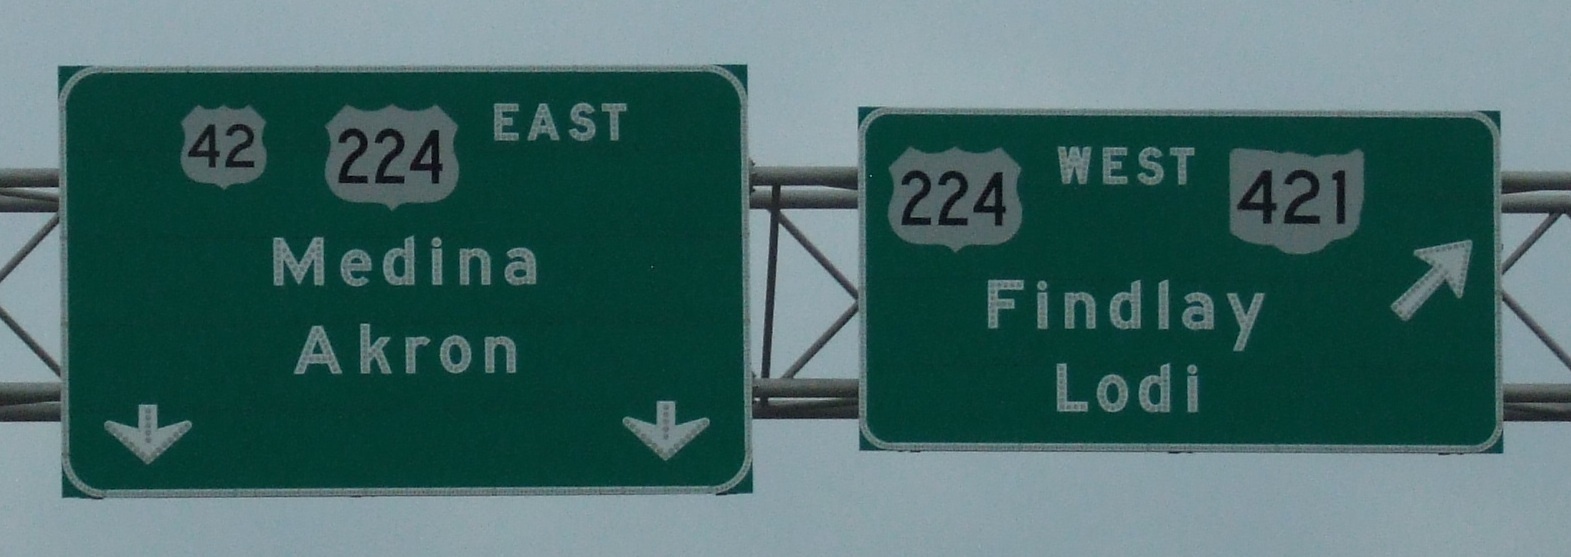 42 224 EAST
Medina
Akron
224 WEST 421
Findlay
Lodi